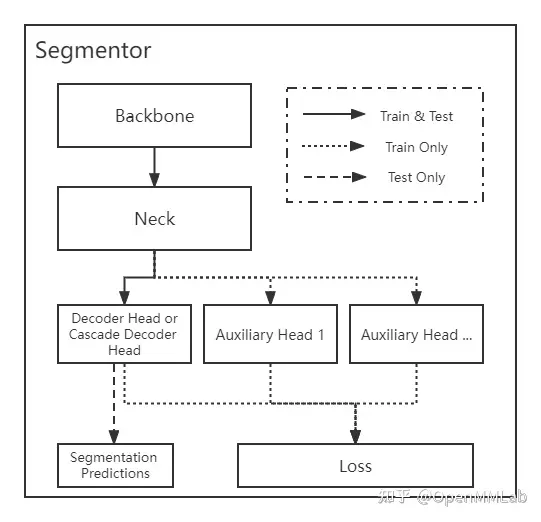 Segmentor
Backbone
Train & Test
Train Only
Test Only
Neck
Decoder Head or
Cascade Decoder
Head
Auxiliary Head 1
Auxiliary Head ...
Segmentation
Predictions
Loss
知乎 @OpenMMLab